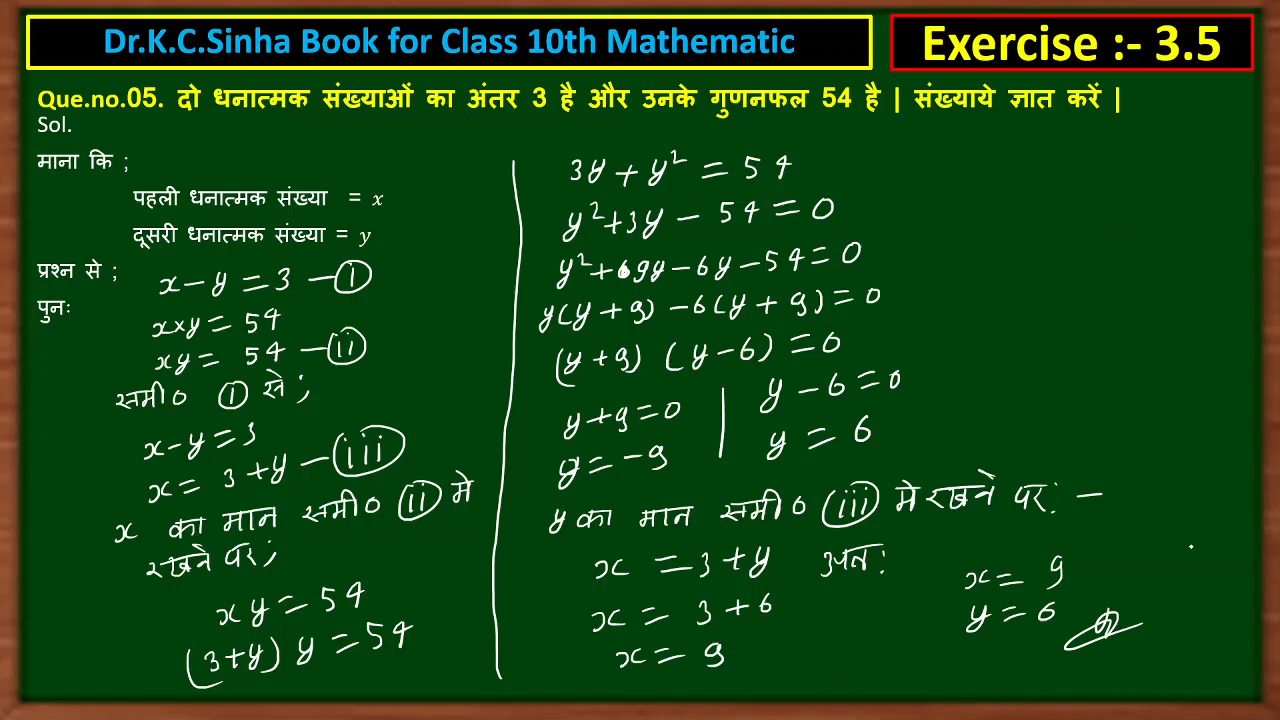 Dr.K.C.Sinha Book for Class 10th Mathematic
Exercise :- 3.5
Que.no.05. दो धनात्मक संख्याओं का अंतर 3 है और उनके गुणनफल 54 है | संख्याये ज्ञात करें |
Sol.
माना कि ;
पहली धनात्मक संख्या = x
दूसरी धनात्मक संख्या = y
प्रश्न से ;
x - y = 3 — (i)
पुनः
x × y = 54
xy = 54 — (ii)
समी० (i) से ;
x - y = 3
x = 3 + y — (iii)
x का मान समी० (ii) मे
रखने पर ;
xy = 54
(3+y) y = 54
3y + y² = 54
y² + 3y - 54 = 0
y² + 9y - 6y - 54 = 0
y(y + 9) - 6(y + 9) = 0
(y + 9) (y - 6) = 0
y + 9 = 0 | y - 6 = 0
y = -9 | y = 6
y का मान समी० (iii) मे रखने पर : —
x = 3 + y
x = 3 + 6
x = 9
अतः
x = 9
y = 6